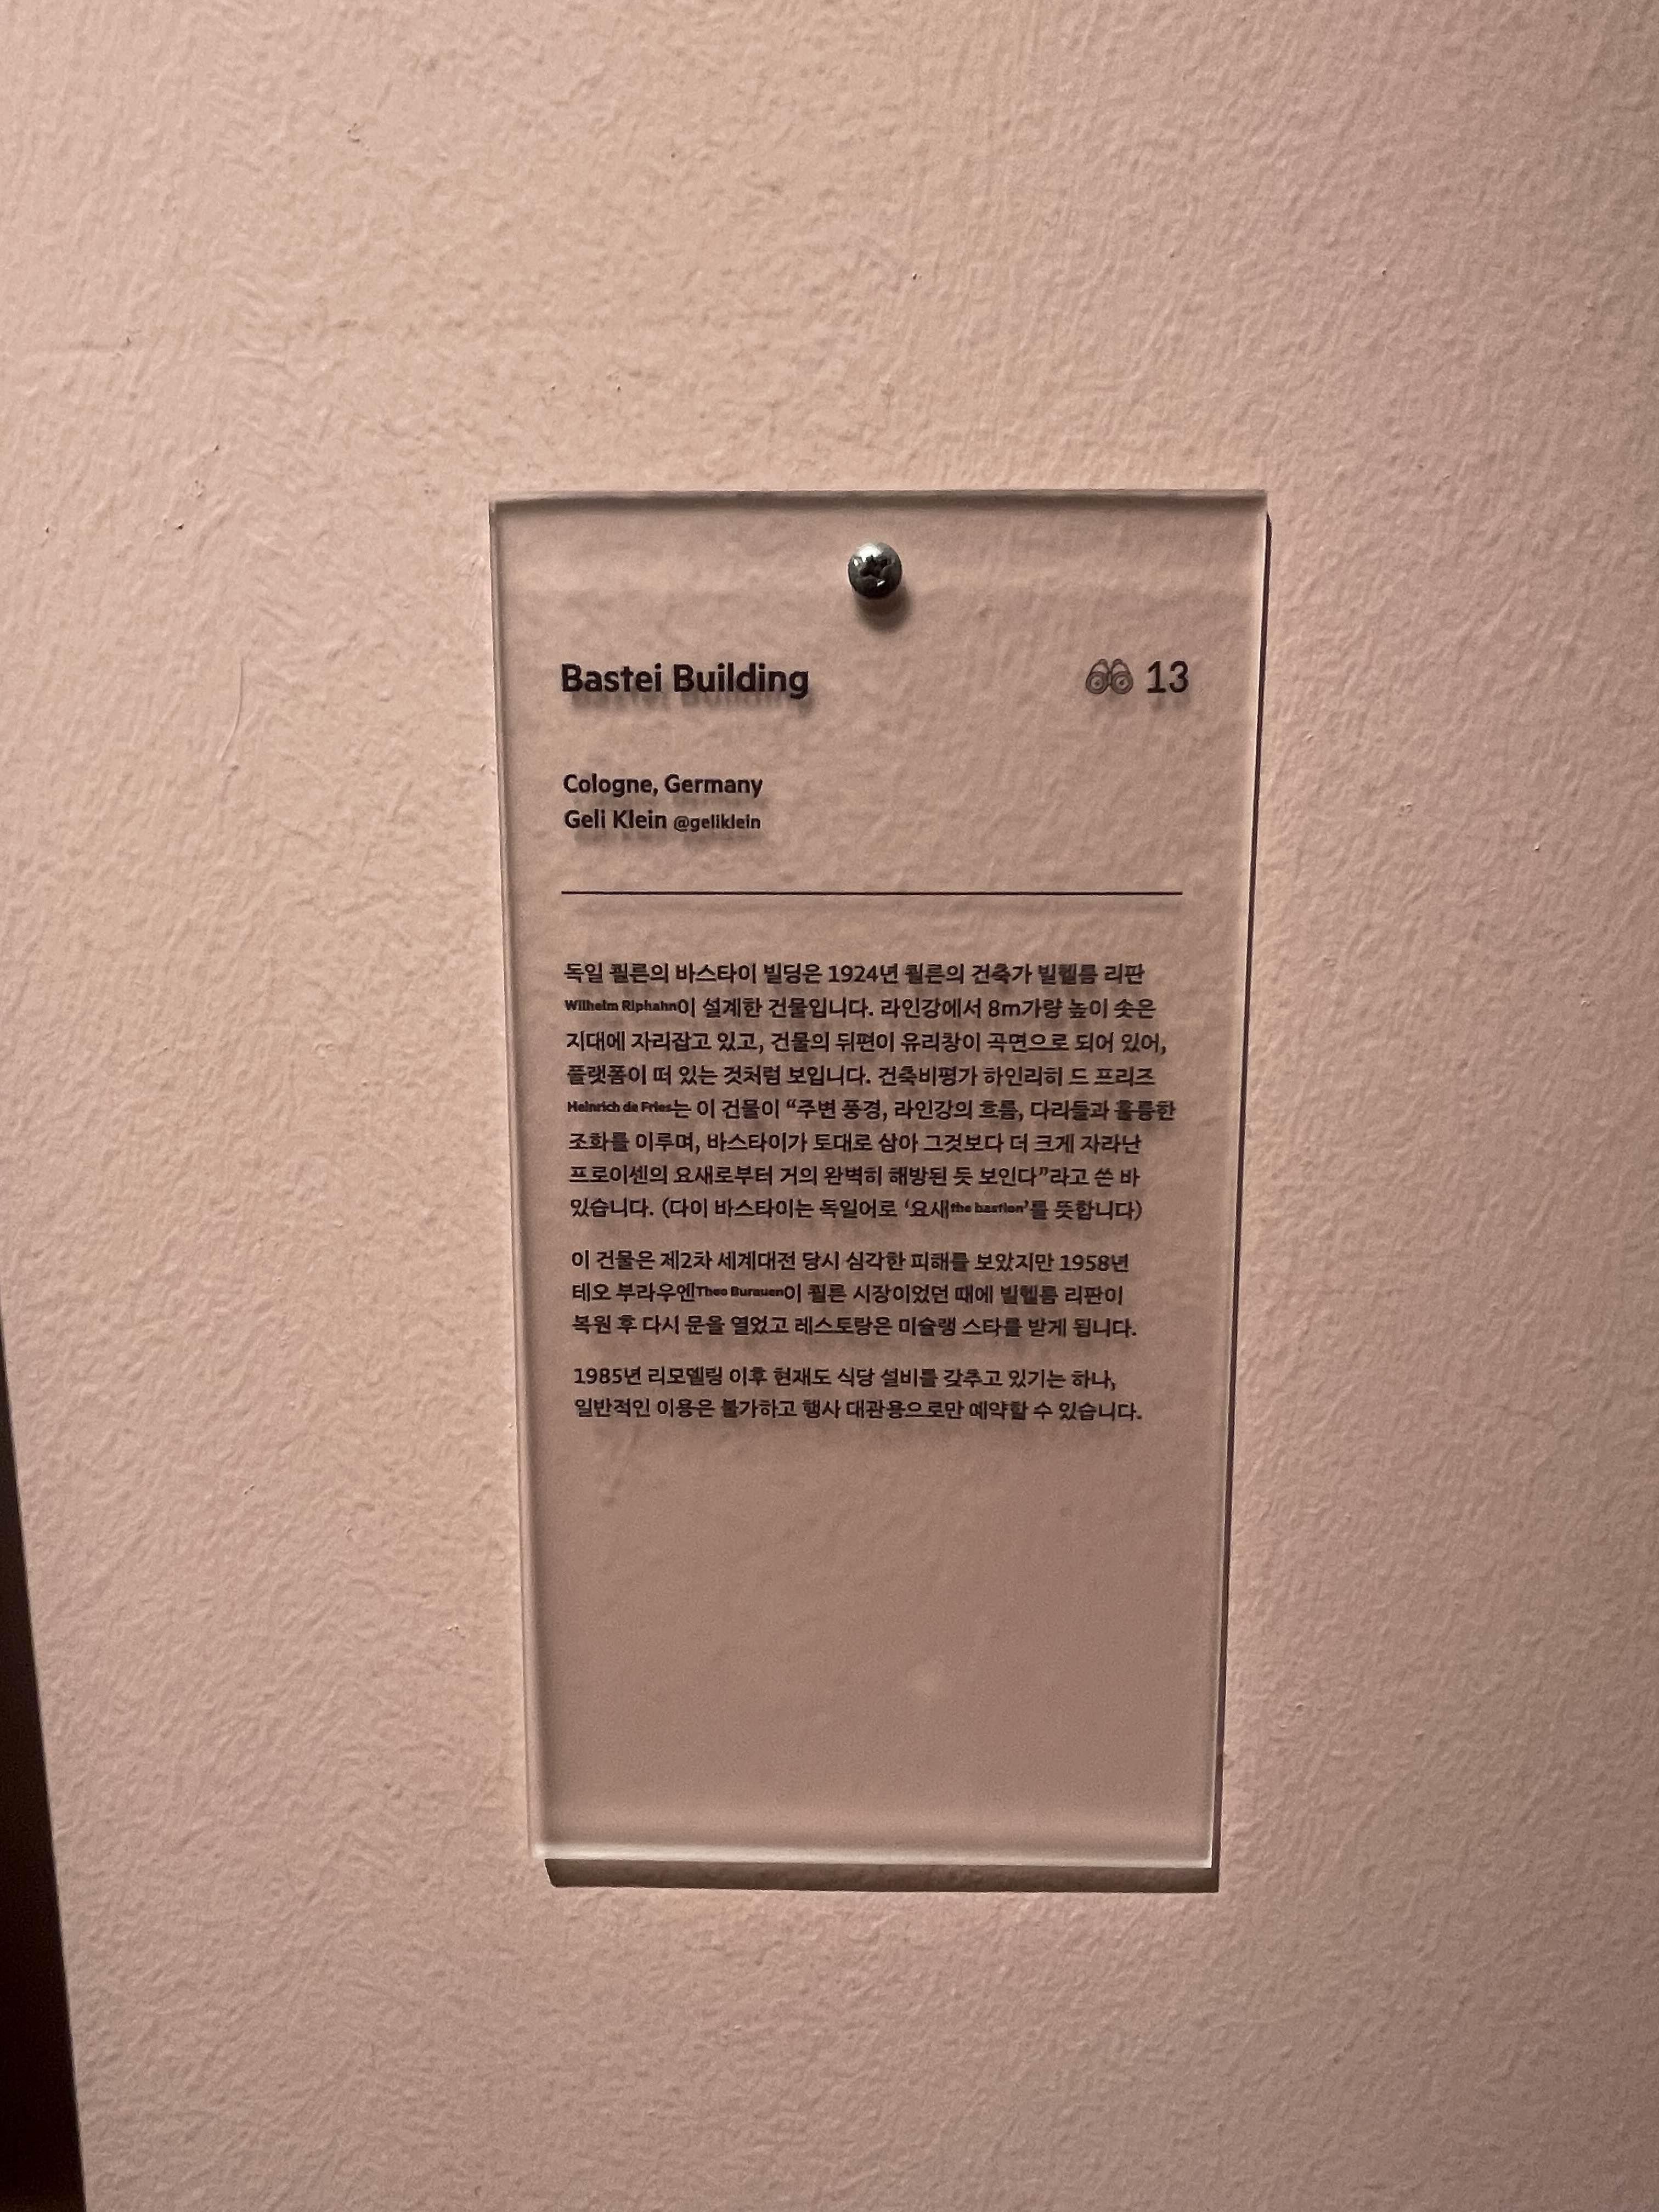 Bastei Building
13
Cologne, Germany
Geli Klein @geliklein
독일 쾰른의 바스타이 빌딩은 1924년 쾰른의 건축가 빌헬름 리판
Wilhelm Riphahn이 설계한 건물입니다. 라인강에서 8m가량 높이 솟은
지대에 자리잡고 있고, 건물의 뒤편이 유리창이 곡면으로 되어 있어,
플랫폼이 떠 있는 것처럼 보입니다. 건축비평가 하인리히 드 프리즈
Heinrich de Fries는 이 건물이 “주변 풍경, 라인강의 흐름, 다리들과 훌륭한
조화를 이루며, 바스타이가 토대로 삼아 그것보다 더 크게 자라난
프로이센의 요새로부터 거의 완벽히 해방된 듯 보인다”라고 쓴 바
있습니다. (다이 바스타이는 독일어로 ‘요새the bastion’를 뜻합니다)
이 건물은 제2차 세계대전 당시 심각한 피해를 보았지만 1958년
테오 부라우엔Theo Burauen이 쾰른 시장이었던 때에 빌헬름 리판이
복원 후 다시 문을 열었고 레스토랑은 미슐랭 스타를 받게 됩니다.
1985년 리모델링 이후 현재도 식당 설비를 갖추고 있기는 하나,
일반적인 이용은 불가하고 행사 대관용으로만 예약할 수 있습니다.